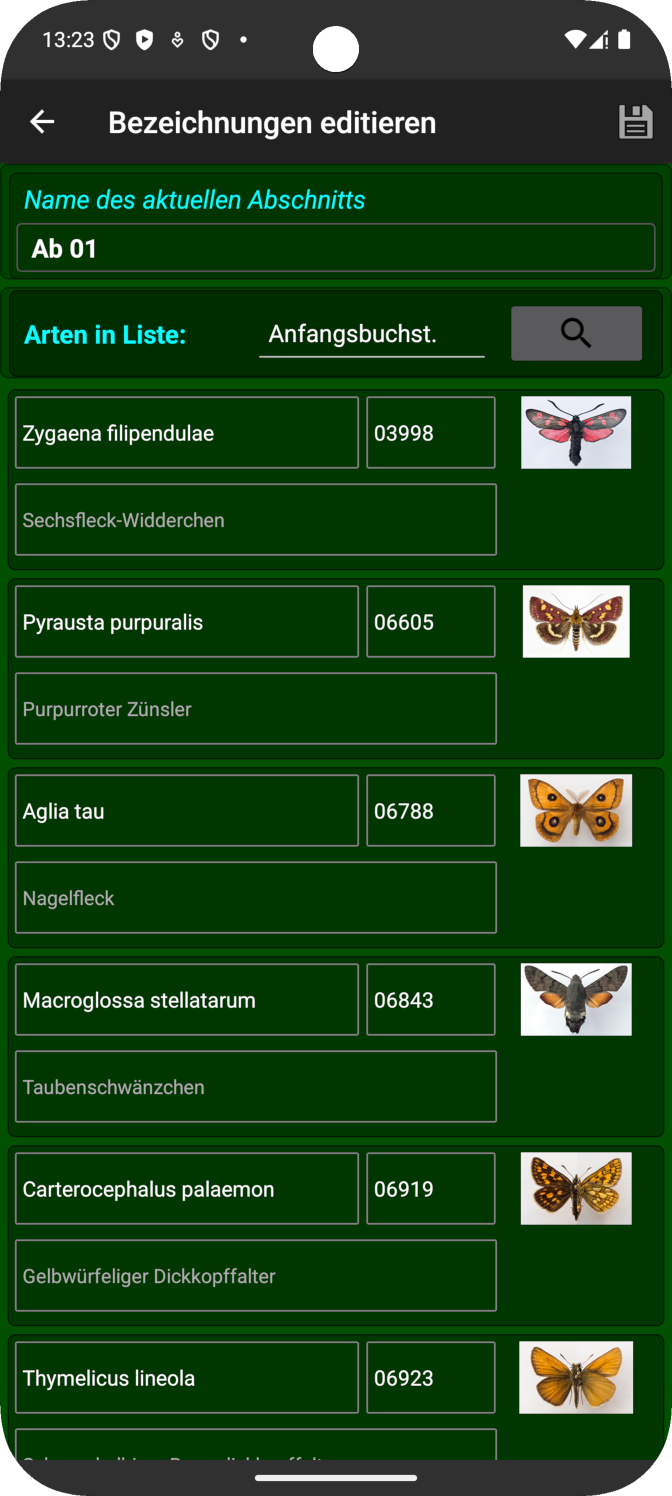 13:23
Bezeichnungen editieren
Name des aktuellen Abschnitts
Ab 01
Arten in Liste: Anfangsbuchst.
Zygaena filipendulae 03998
Sechsfleck-Widderchen
Pyrausta purpuralis 06605
Purpurroter Zünsler
Aglia tau 06788
Nagelfleck
Macroglossa stellatarum 06843
Taubenschwänzchen
Carterocephalus palaemon 06919
Gelbwürfeliger Dickkopffalter
Thymelicus lineola 06923